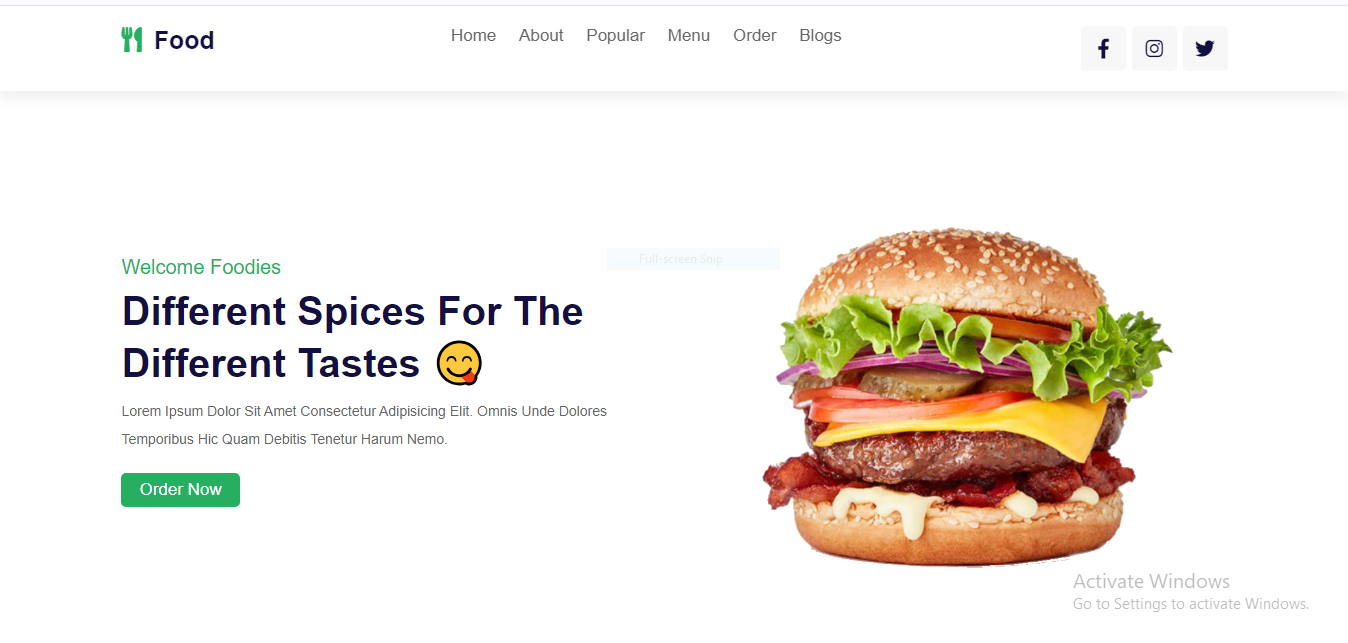 Food
Home About Popular Menu Order Blogs
Welcome Foodies
Full-screen Snip
Different Spices For The
Different Tastes 😋
Lorem Ipsum Dolor Sit Amet Consectetur Adipisicing Elit. Omnis Unde Dolores
Temporibus Hic Quam Debitis Tenetur Harum Nemo.
Order Now
Activate Windows
Go to Settings to activate Windows.